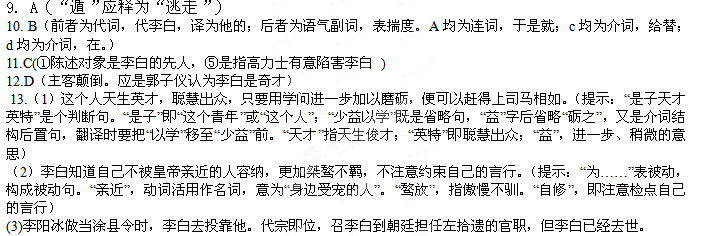 9. A（“遁 ”应释为“逃走 ”）
10. B（前者为代词，代李白，译为他的；后者为语气副词，表揣度。A 均为连词，于是就；c 均为介词，给替；
d 均为介词，在。）
11.C(①陈述对象是李白的先人，⑤是指高力士有意陷害李白 ）
12.D（主客颠倒。应是郭子仪认为李白是奇才）
13.（1）这个人天生英才，聪慧出众，只要用学问进一步加以磨砺，便可以赶得上司马相如。（提示：“是子天才
英特”是个判断句。“是子”即“这个青年”或“这个人”；“少益以学”既是省略句，“益”字后省略“砺之”，又是介词结
构后置句，翻译时要把“以学”移至“少益”前。“天才”指天生俊才；“英特”即聪慧出众；“益”，进一步、稍微的意
思）
（2）李白知道自己不被皇帝亲近的人容纳，更加桀骜不羁，不注意约束自己的言行。（提示：“为……”表被动，
构成被动句。“亲近”，动词活用作名词，意为“身边受宠的人”。“骜放”，指傲慢不驯。“自修”，即注意检点自己
的言行）
(3)李阳冰做当涂县令时，李白去投靠他。代宗即位，召李白到朝廷担任左拾遗的官职，但李白已经去世。